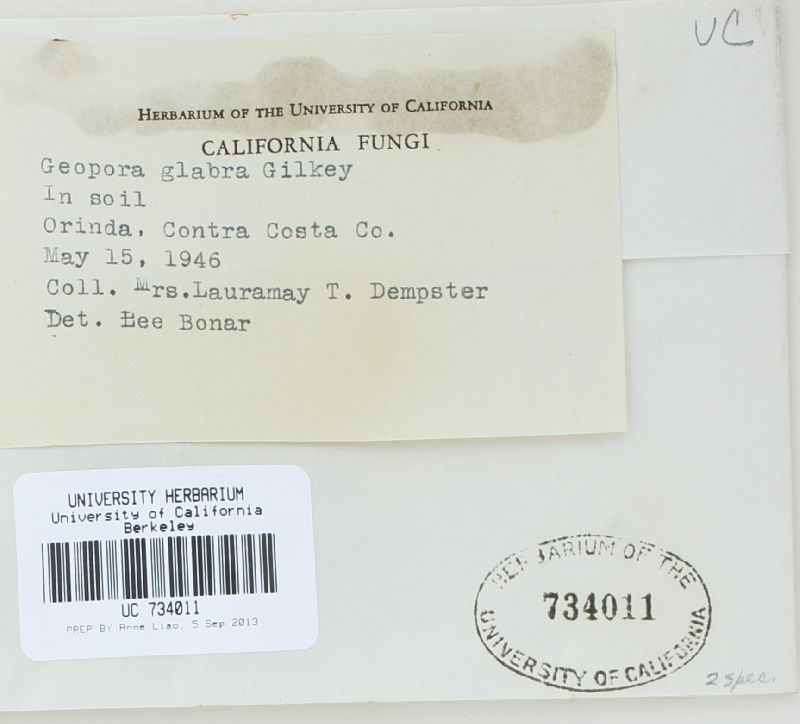 UC
HERBARIUM OF THE UNIVERSITY OF CALIFORNIA
CALIFORNIA FUNGI
Geopora glabra Gilkey
In soil
Orinda, Contra Costa Co.
May 15, 1946
Coll. Mrs.Lauramay T. Dempster
Det. Lee Bonar
UNIVERSITY HERBARIUM
University of California
Berkeley
UC 734011
PREP BY Anne Liao, 5 Sep 2013
HERBARIUM OF THE
734011
UNIVERSITY OF CALIFORNIA
2 spec.